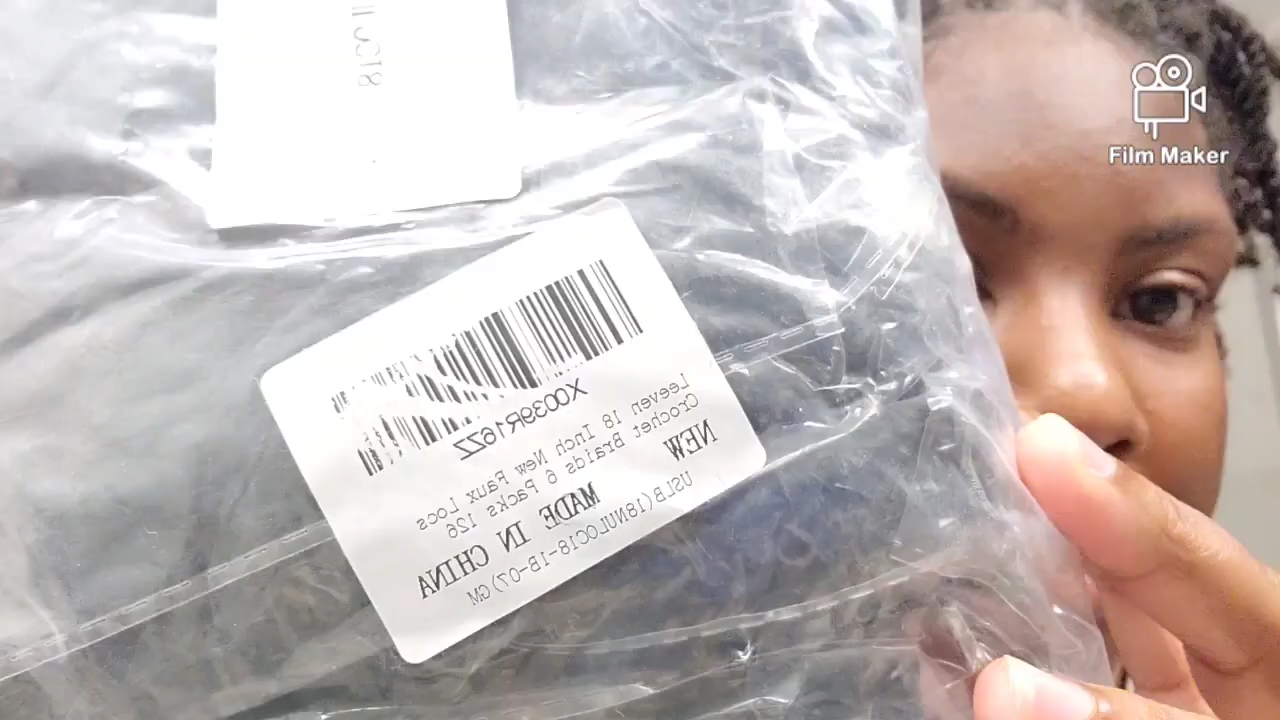 Film Maker
X0039R16ZZ
Leeven 18 Inch New Faux Locs
Crochet Braids 6 Packs 126
NEW MADE IN CHINA
USLB(18NULOC18-1B-07)GM